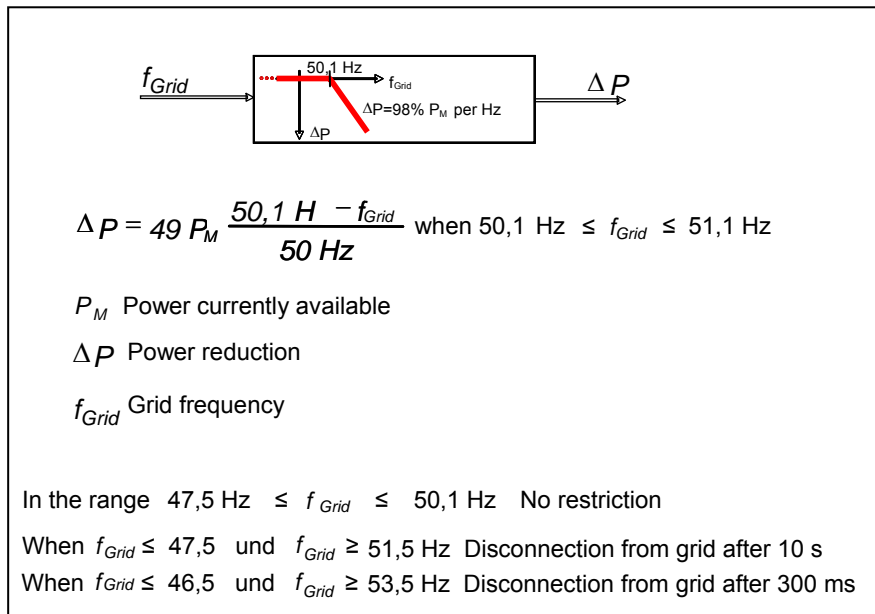 50,1 Hz
f_Grid
f_Grid
ΔP
ΔP=98% P_M per Hz
ΔP
ΔP = 49 P_M (50,1 H − f_Grid) / 50 Hz when 50,1 Hz ≤ f_Grid ≤ 51,1 Hz
P_M Power currently available
ΔP Power reduction
f_Grid Grid frequency
In the range 47,5 Hz ≤ f_Grid ≤ 50,1 Hz No restriction
When f_Grid ≤ 47,5 und f_Grid ≥ 51,5 Hz Disconnection from grid after 10 s
When f_Grid ≤ 46,5 und f_Grid ≥ 53,5 Hz Disconnection from grid after 300 ms